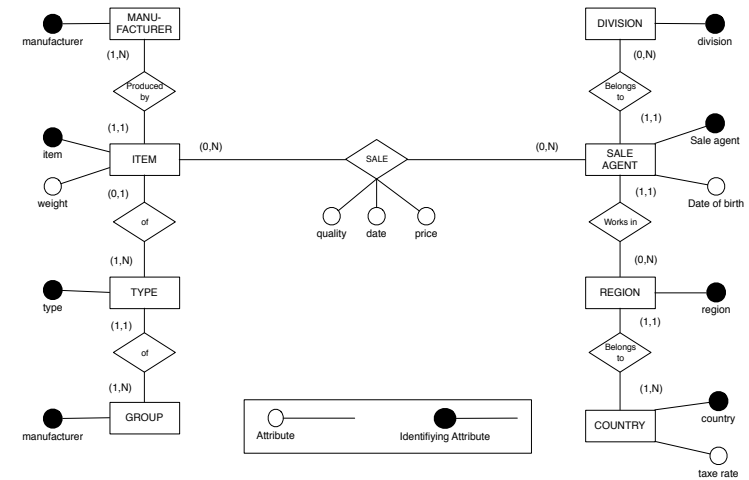 MANU-
FACTURER
manufacturer
(1,N)
Produced
by
(1,1)
item
ITEM
weight
(0,N)
SALE
(0,N)
quality
date
price
(0,1)
of
(1,N)
TYPE
type
(1,1)
of
(1,N)
GROUP
manufacturer
DIVISION
division
(0,N)
Belongs
to
(1,1)
SALE
AGENT
Sale agent
Date of birth
(1,1)
Works in
(0,N)
REGION
region
(1,1)
Belongs
to
(1,N)
COUNTRY
country
taxe rate
Attribute
Identifiying Attribute